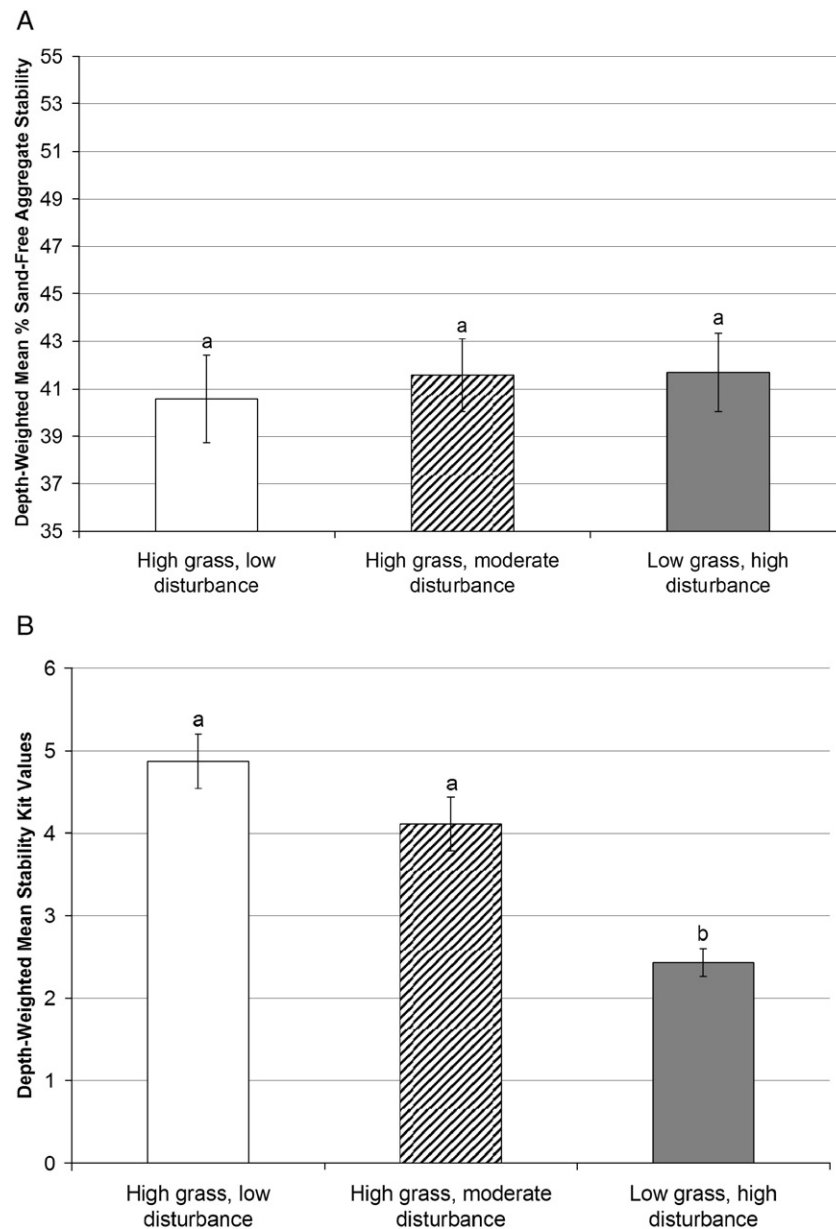 A
Depth-Weighted Mean % Sand-Free Aggregate Stability
55
53
51
49
47
45
43
41
39
37
35
a
a
a
High grass, low
disturbance
High grass, moderate
disturbance
Low grass, high
disturbance
B
Depth-Weighted Mean Stability Kit Values
6
5
4
3
2
1
0
a
a
b
High grass, low
disturbance
High grass, moderate
disturbance
Low grass, high
disturbance